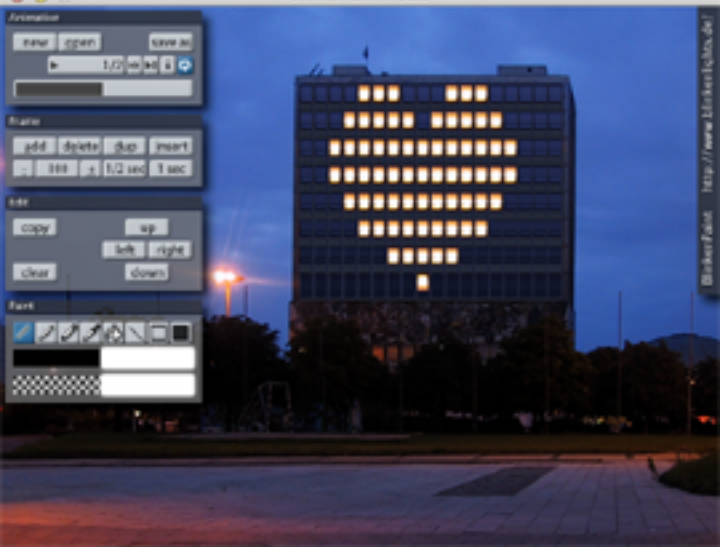 Animation
new open save as
1/2
Frame
add delete dup insert
- 100 + 1/2 sec 1 sec
Edit
copy up
left right
clear down
Paint
BlinkenPaint http://www.blinkenlights.de/